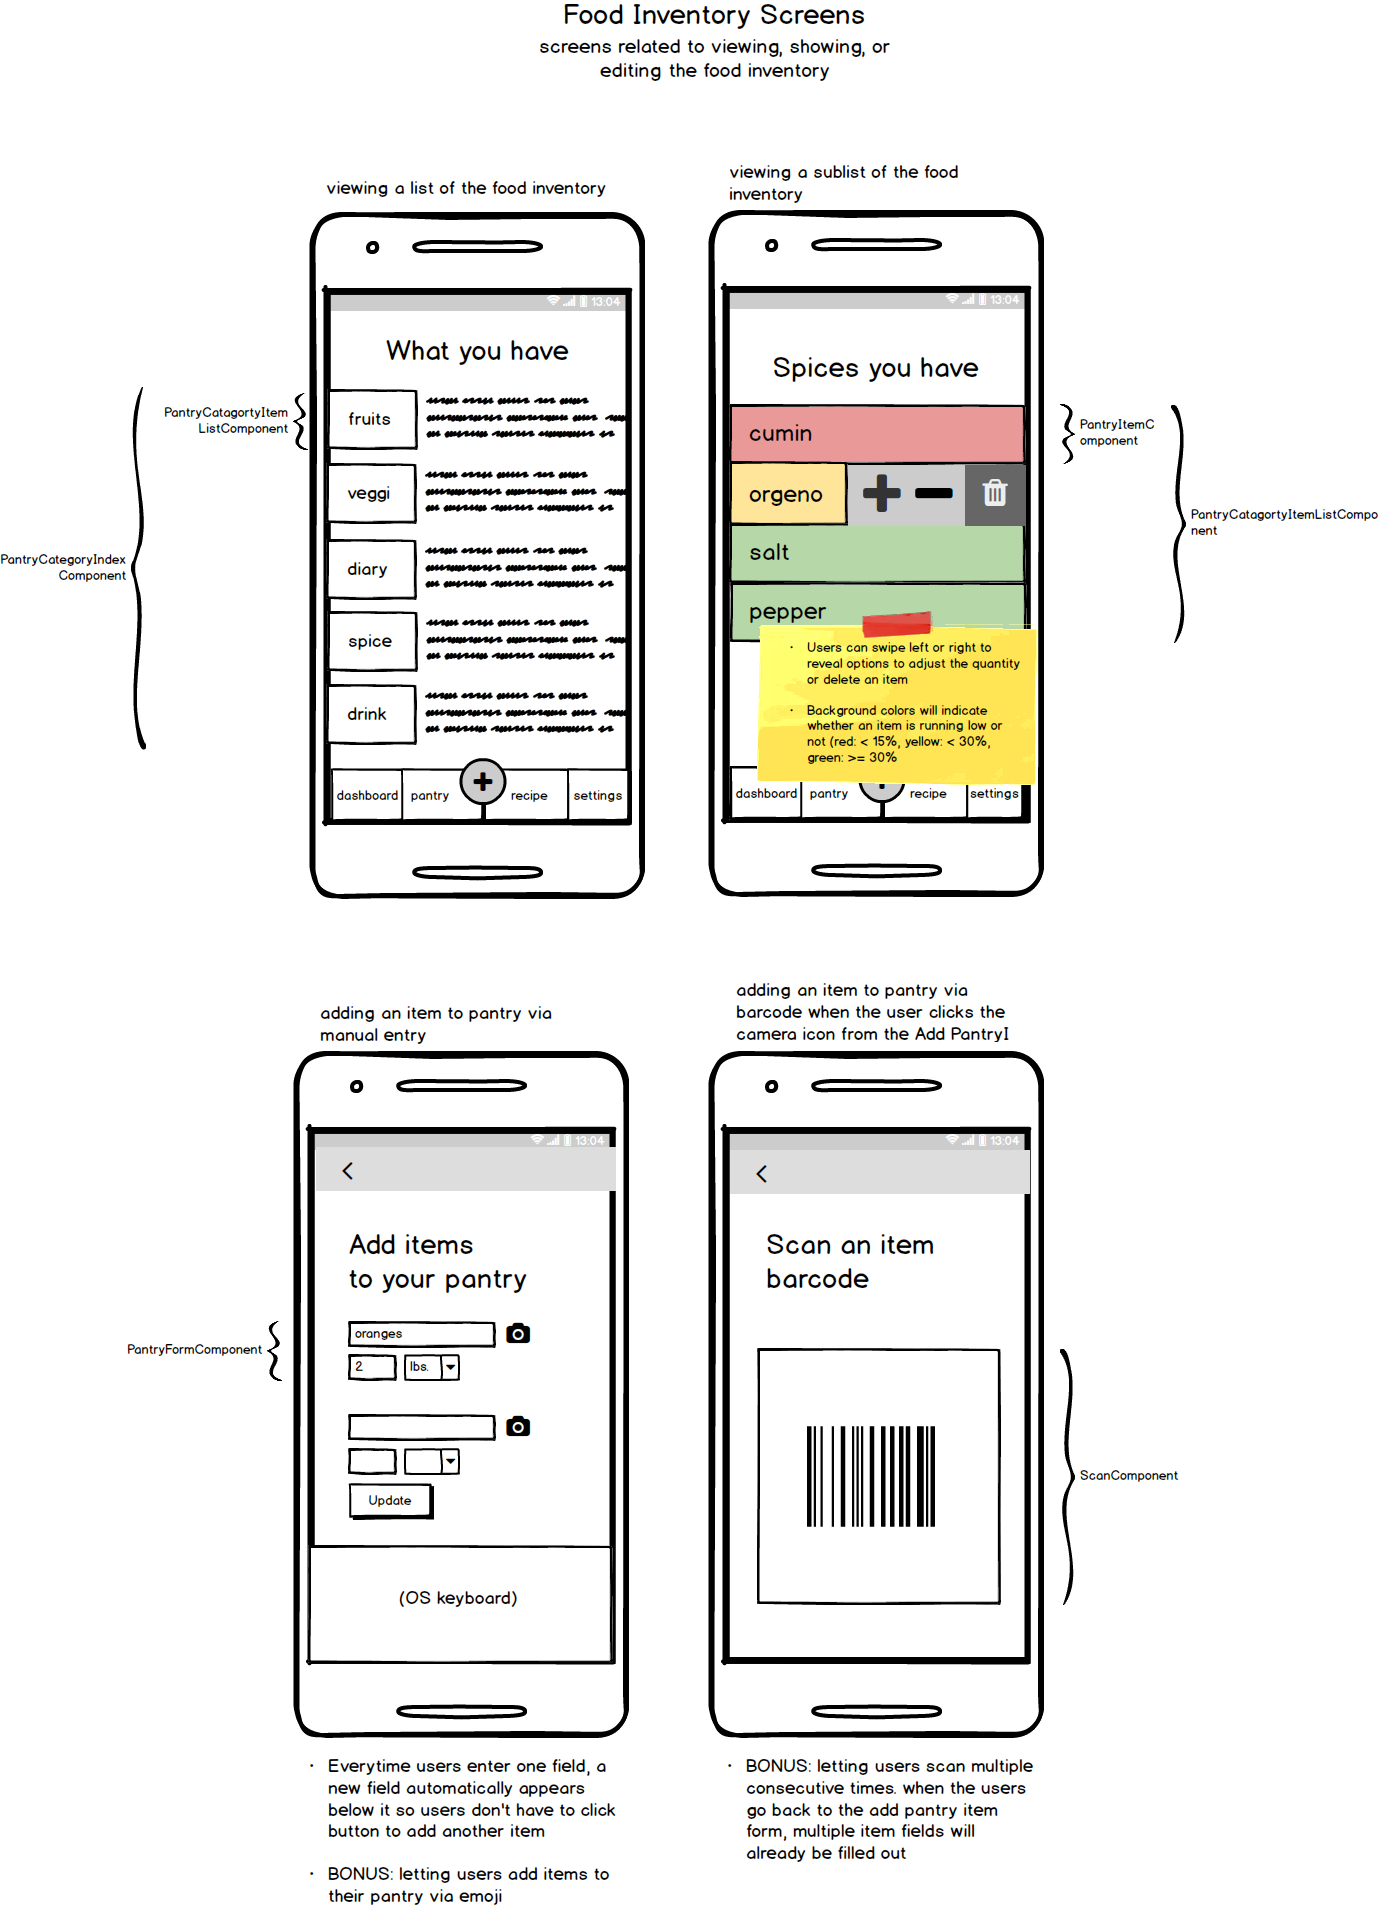 Food Inventory Screens
screens related to viewing, showing, or
editing the food inventory
viewing a list of the food inventory
13:04
What you have
fruits
veggi
diary
spice
drink
dashboard
pantry
recipe
settings
PantryCatagortyItem
ListComponent
PantryCategoryIndex
Component
viewing a sublist of the food
inventory
13:04
Spices you have
cumin
orgeno
salt
pepper
· Users can swipe left or right to
reveal options to adjust the quantity
or delete an item
· Background colors will indicate
whether an item is running low or
not (red: < 15%, yellow: < 30%,
green: >= 30%
dashboard
pantry
recipe
settings
PantryItemC
omponent
PantryCatagortyItemListCompo
nent
adding an item to pantry via
manual entry
13:04
Add items
to your pantry
oranges
2
lbs.
Update
(OS keyboard)
PantryFormComponent
· Everytime users enter one field, a
new field automatically appears
below it so users don't have to click
button to add another item
· BONUS: letting users add items to
their pantry via emoji
adding an item to pantry via
barcode when the user clicks the
camera icon from the Add PantryI
13:04
Scan an item
barcode
ScanComponent
· BONUS: letting users scan multiple
consecutive times. when the users
go back to the add pantry item
form, multiple item fields will
already be filled out